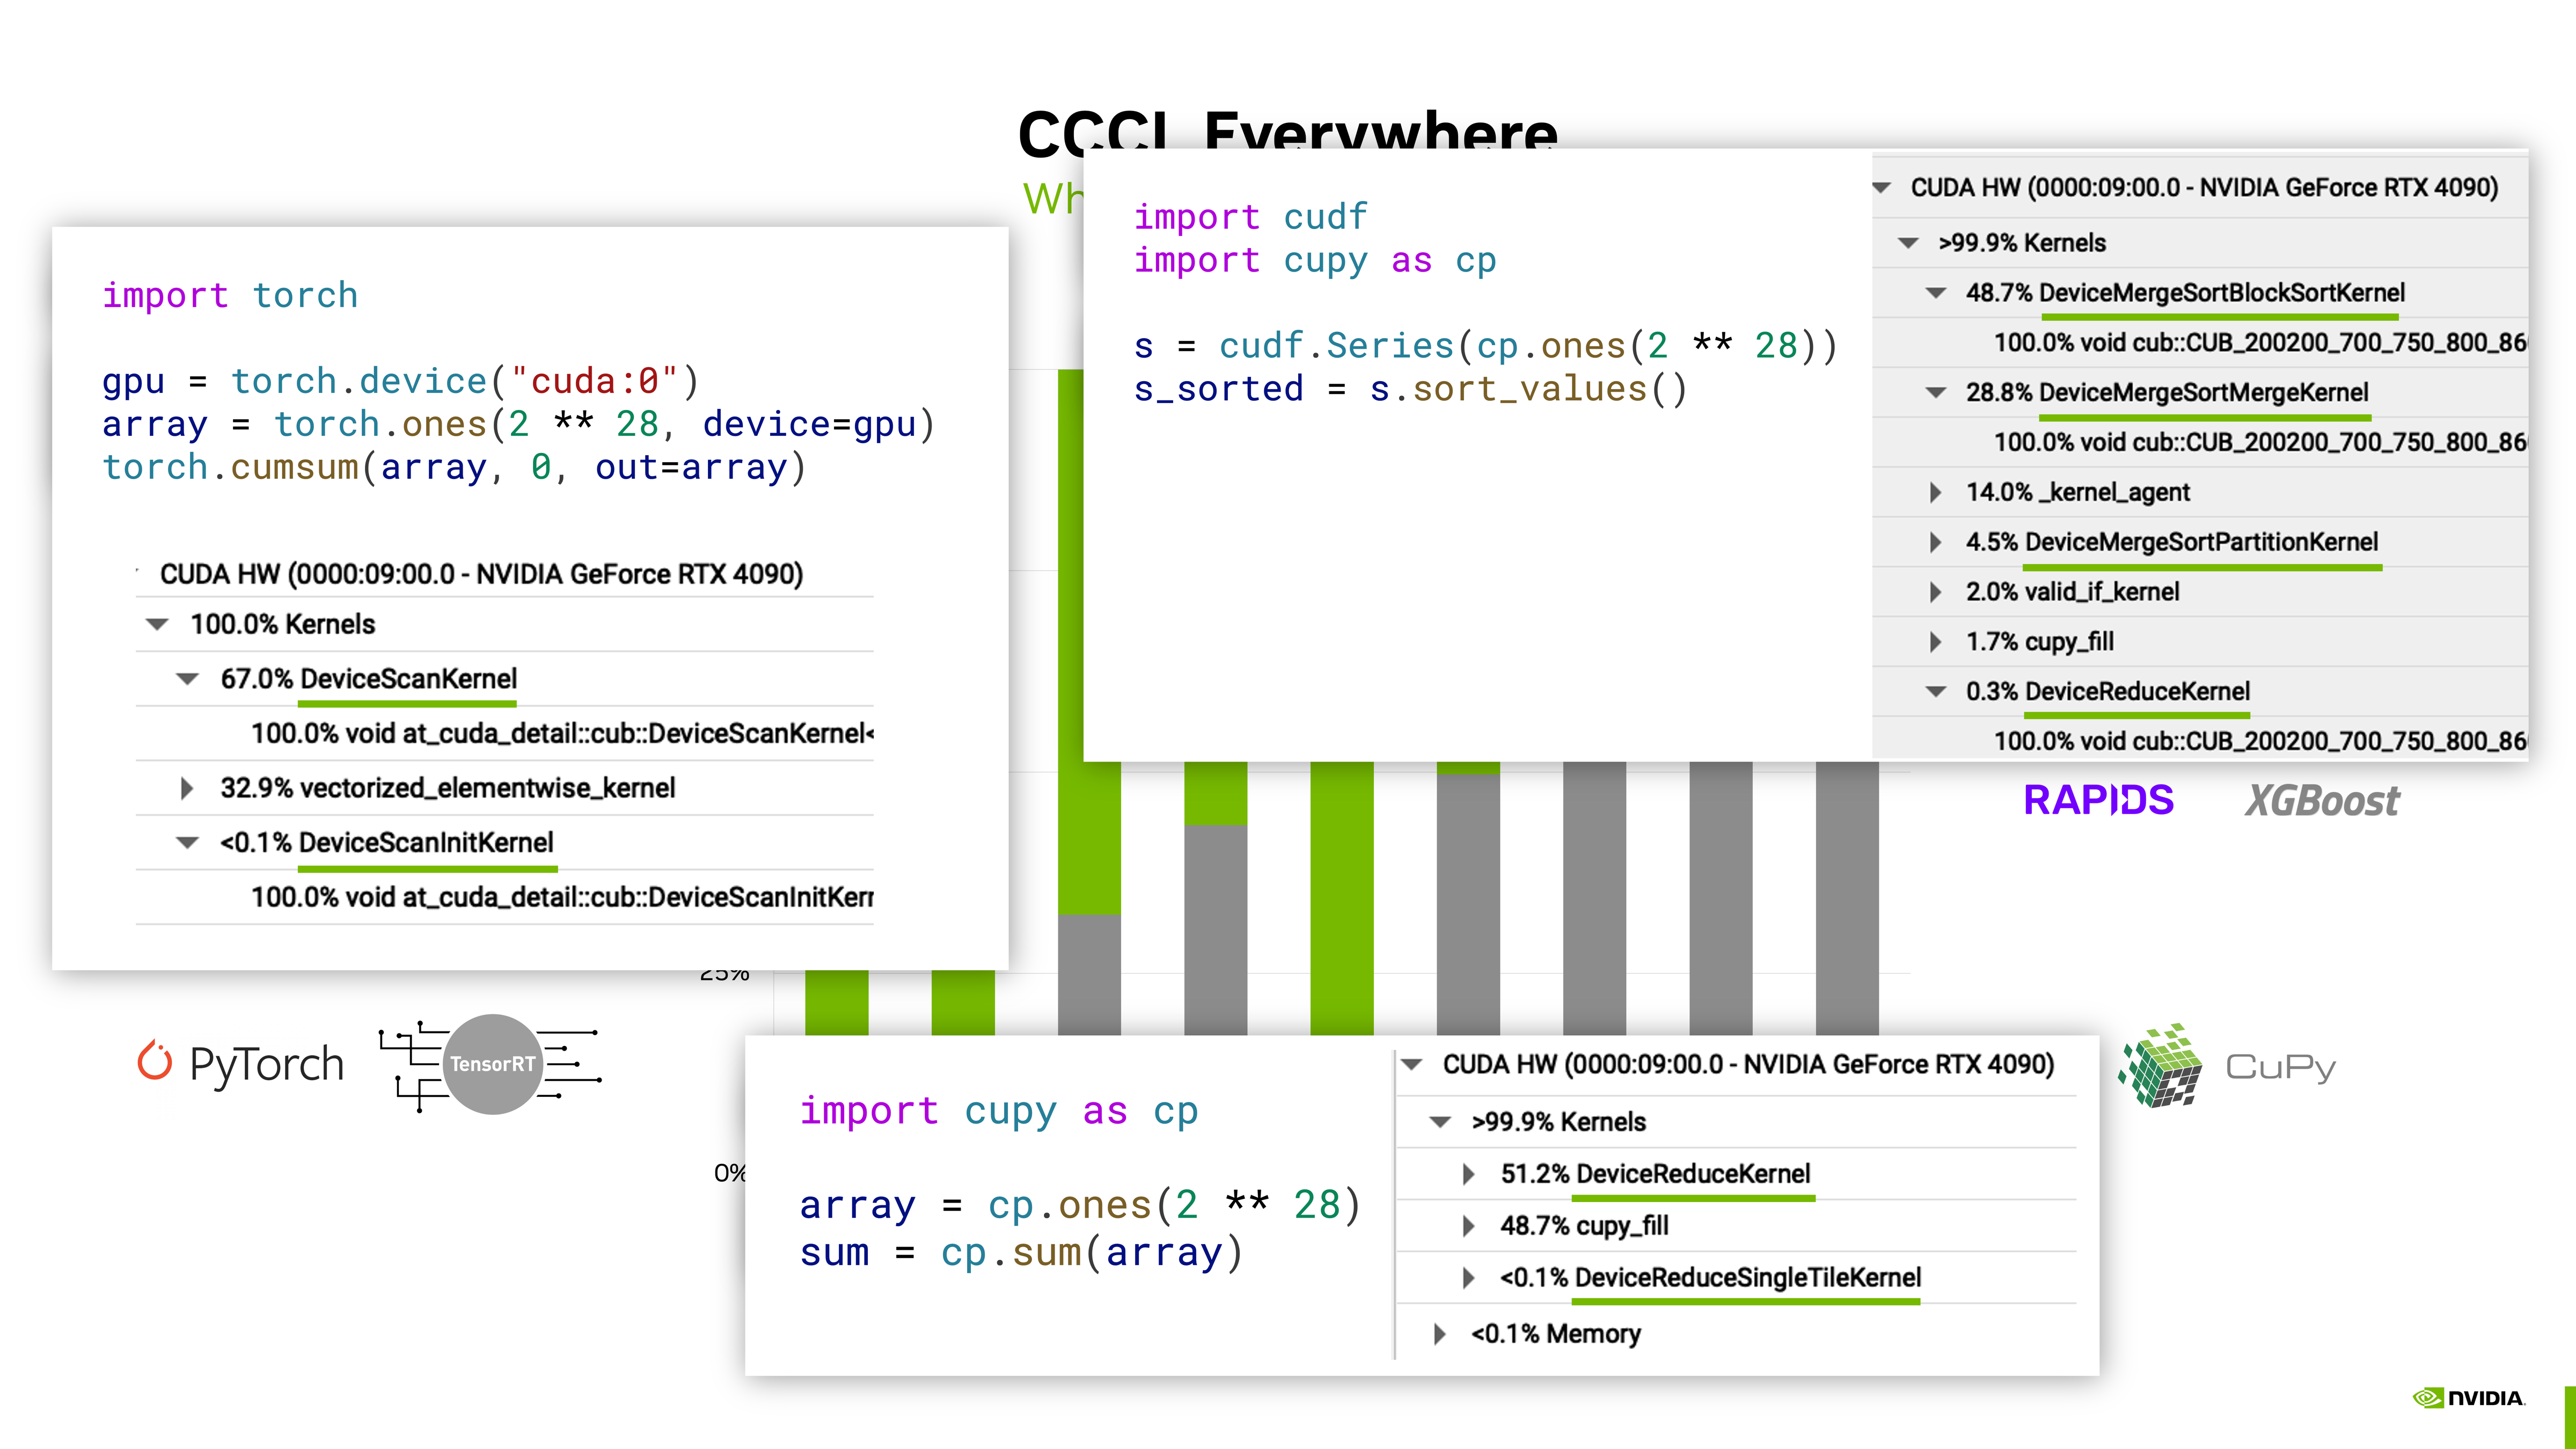 CCCL Everywhere
import torch
gpu = torch.device("cuda:0")
array = torch.ones(2 ** 28, device=gpu)
torch.cumsum(array, 0, out=array)
CUDA HW (0000:09:00.0 - NVIDIA GeForce RTX 4090)
100.0% Kernels
67.0% DeviceScanKernel
100.0% void at_cuda_detail::cub::DeviceScanKernel<
32.9% vectorized_elementwise_kernel
<0.1% DeviceScanInitKernel
100.0% void at_cuda_detail::cub::DeviceScanInitKerr
import cudf
import cupy as cp
s = cudf.Series(cp.ones(2 ** 28))
s_sorted = s.sort_values()
CUDA HW (0000:09:00.0 - NVIDIA GeForce RTX 4090)
>99.9% Kernels
48.7% DeviceMergeSortBlockSortKernel
100.0% void cub::CUB_200200_700_750_800_86
28.8% DeviceMergeSortMergeKernel
100.0% void cub::CUB_200200_700_750_800_86
14.0% _kernel_agent
4.5% DeviceMergeSortPartitionKernel
2.0% valid_if_kernel
1.7% cupy_fill
0.3% DeviceReduceKernel
100.0% void cub::CUB_200200_700_750_800_86
RAPIDS
XGBoost
25%
0%
PyTorch
TensorRT
import cupy as cp
array = cp.ones(2 ** 28)
sum = cp.sum(array)
CUDA HW (0000:09:00.0 - NVIDIA GeForce RTX 4090)
>99.9% Kernels
51.2% DeviceReduceKernel
48.7% cupy_fill
<0.1% DeviceReduceSingleTileKernel
<0.1% Memory
CuPy
NVIDIA